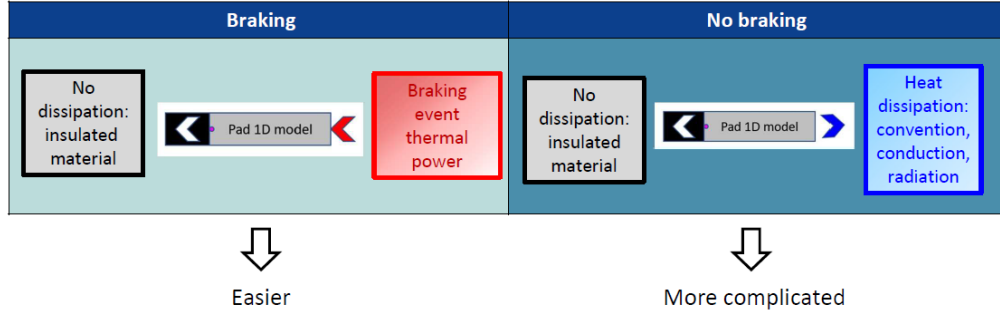 Braking
No braking
No
dissipation:
insulated
material
Pad 1D model
Braking
event
thermal
power
No
dissipation:
insulated
material
Pad 1D model
Heat
dissipation:
convention,
conduction,
radiation
Easier
More complicated